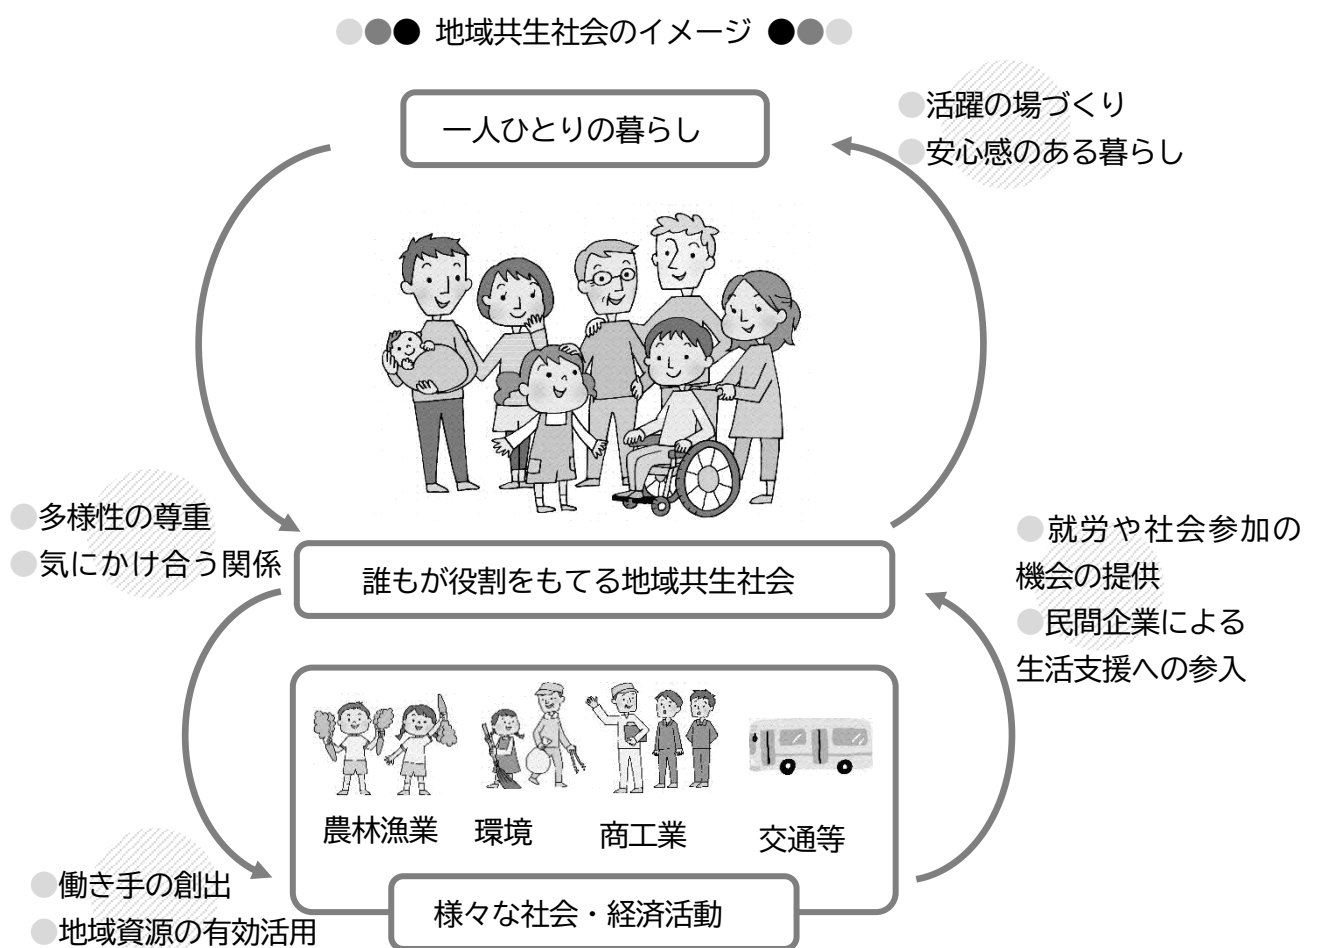 ●●● 地域共生社会のイメージ ●●●
一人ひとりの暮らし
●活躍の場づくり
●安心感のある暮らし
●多様性の尊重
●気にかけ合う関係
誰もが役割をもてる地域共生社会
●就労や社会参加の
機会の提供
●民間企業による
生活支援への参入
農林漁業
環境
商工業
交通等
●働き手の創出
●地域資源の有効活用
様々な社会・経済活動